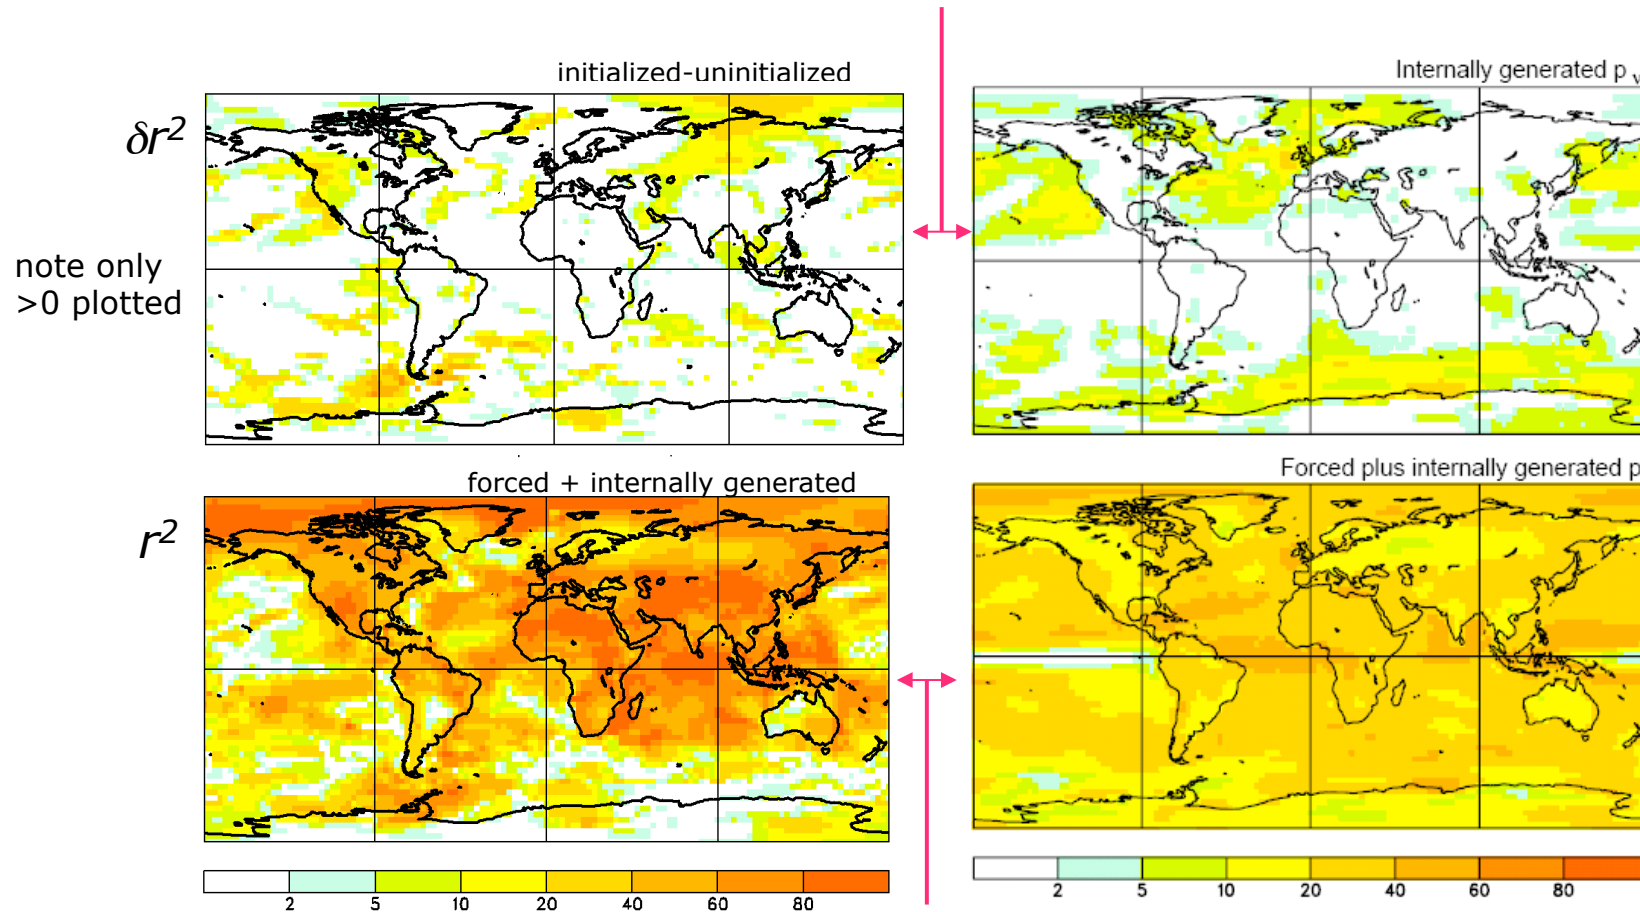 initialized-uninitialized
Internally generated p v
δr2
note only
>0 plotted
forced + internally generated
Forced plus internally generated p
r2
2 5 10 20 40 60 80
2 5 10 20 40 60 80